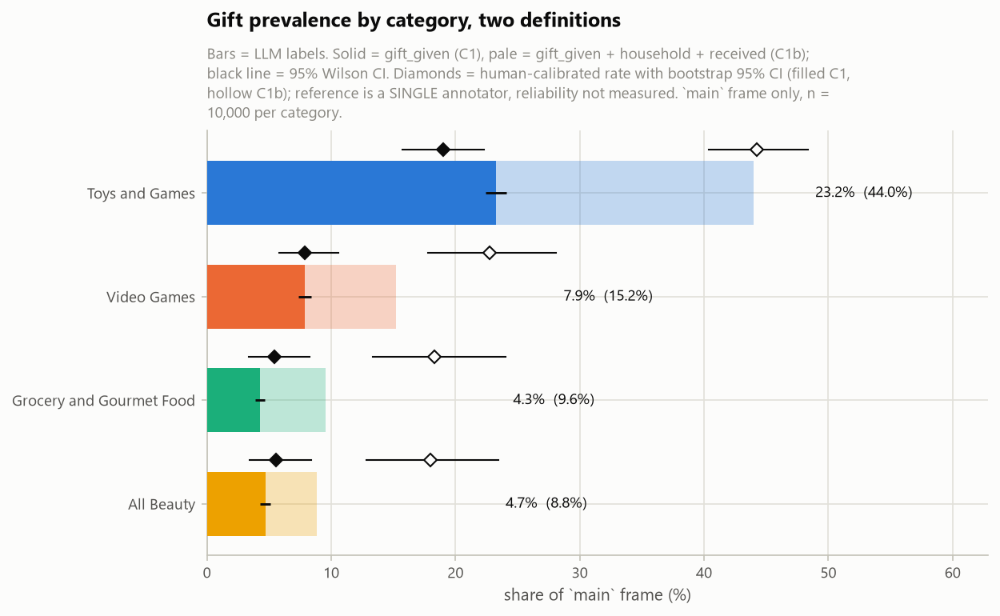 Gift prevalence by category, two definitions
Bars = LLM labels. Solid = gift_given (C1), pale = gift_given + household + received (C1b);
black line = 95% Wilson CI. Diamonds = human-calibrated rate with bootstrap 95% CI (filled C1,
hollow C1b); reference is a SINGLE annotator, reliability not measured. `main` frame only, n =
10,000 per category.
Toys and Games
23.2% (44.0%)
Video Games
7.9% (15.2%)
Grocery and Gourmet Food
4.3% (9.6%)
All Beauty
4.7% (8.8%)
0 10 20 30 40 50 60
share of `main` frame (%)